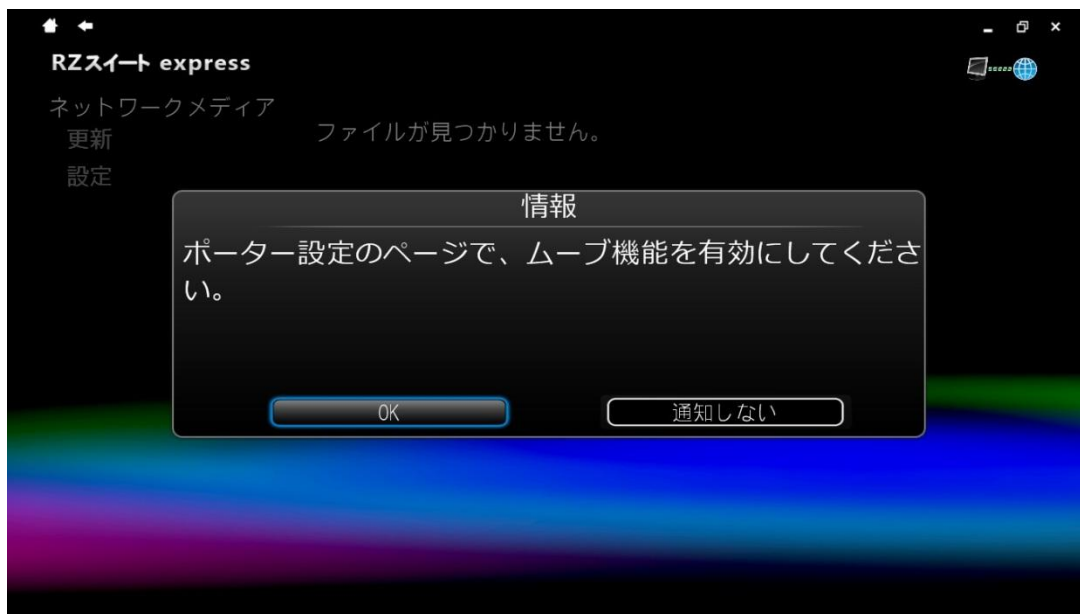 RZスイート express
ネットワークメディア
更新
設定
ファイルが見つかりません。
情報
ポーター設定のページで、ムーブ機能を有効にしてくださ
い。
OK
通知しない